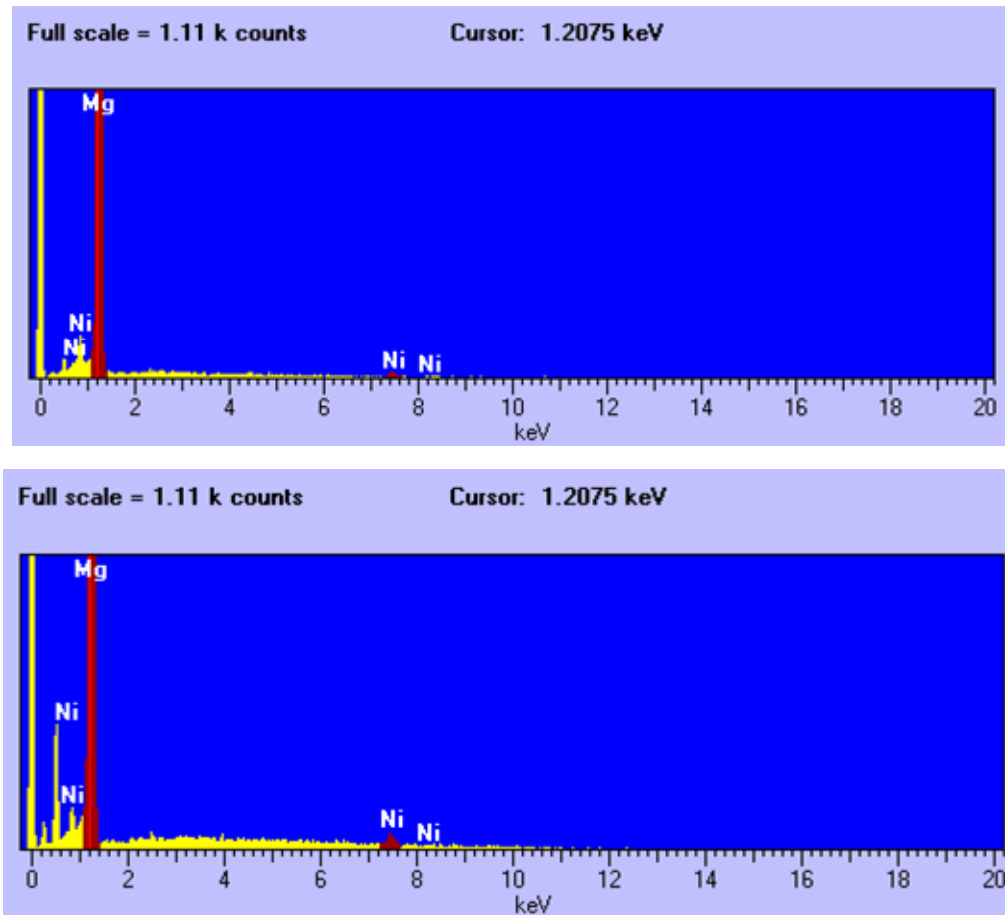 Full scale = 1.11 k counts Cursor: 1.2075 keV
Mg
Ni
Ni
Ni Ni
0 2 4 6 8 10 12 14 16 18 20
keV
Full scale = 1.11 k counts Cursor: 1.2075 keV
Mg
Ni
Ni
Ni Ni
0 2 4 6 8 10 12 14 16 18 20
keV